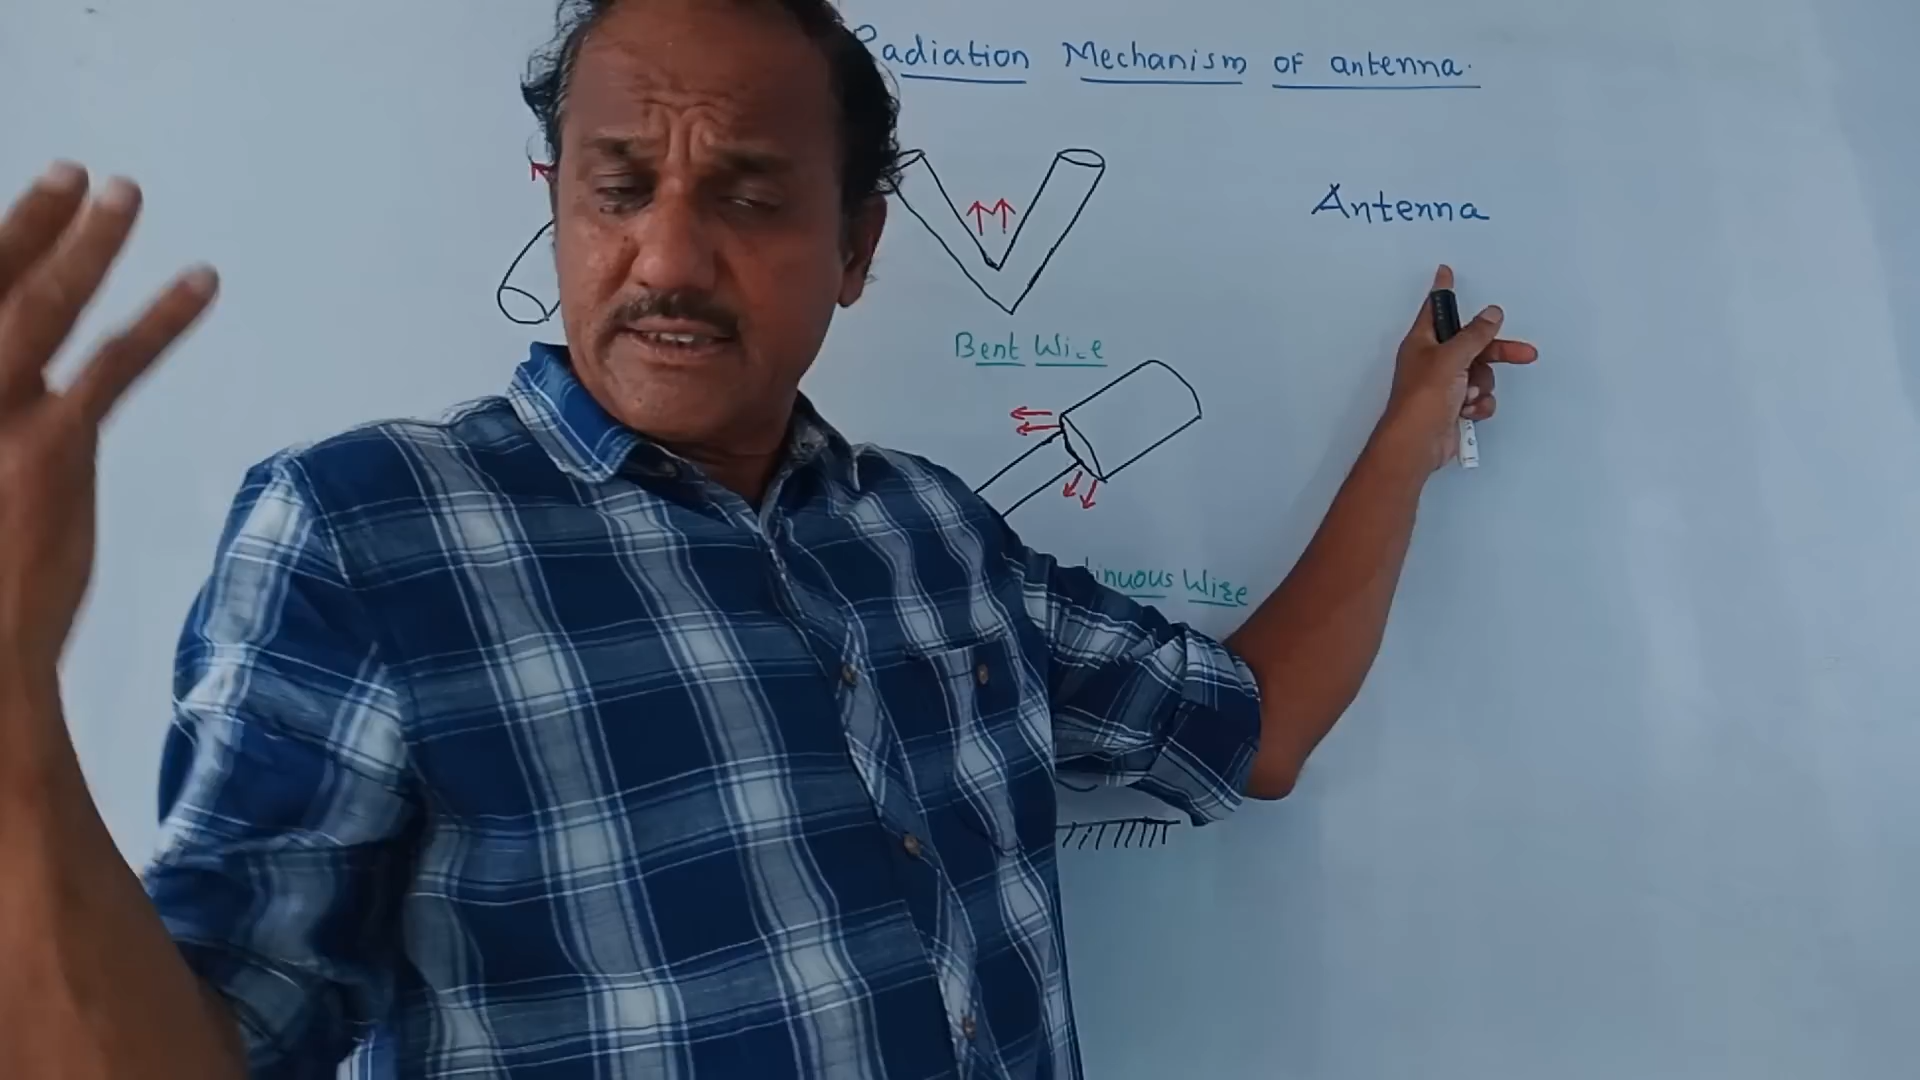 Radiation Mechanism of antenna.
Antenna
Bent Wire
tinuous Wire